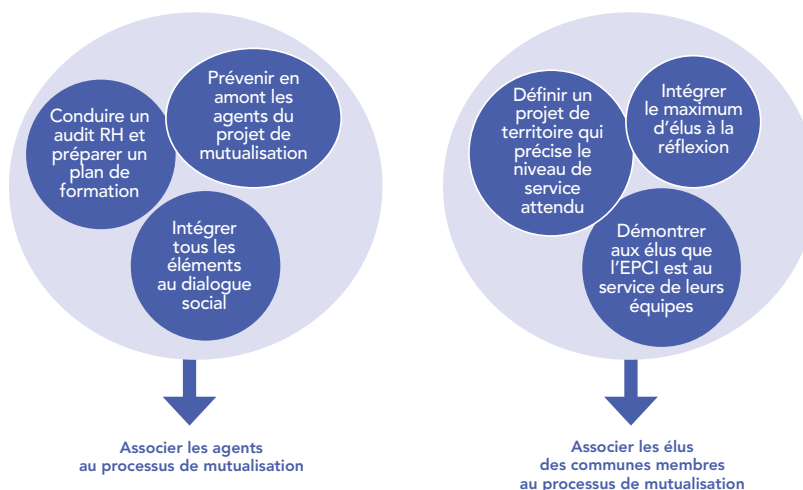 Conduire un
audit RH et
préparer un
plan de
formation
Prévenir en
amont les
agents du
projet de
mutualisation
Intégrer
tous les
éléments
au dialogue
social
Associer les agents
au processus de mutualisation
Définir un
projet de
territoire qui
précise le
niveau de
service
attendu
Intégrer
le maximum
d'élus à la
réflexion
Démontrer
aux élus que
l'EPCI est au
service de leurs
équipes
Associer les élus
des communes membres
au processus de mutualisation